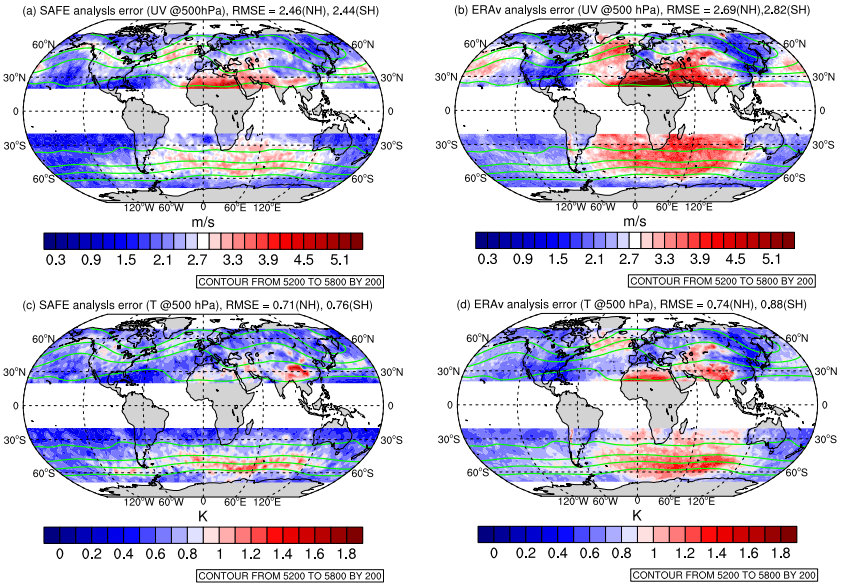 (a) SAFE analysis error (UV @500hPa), RMSE = 2.46(NH), 2.44(SH)
60°N 60°N
30°N 30°N
0 0
30°S 30°S
60°S 60°S
120°W 60°W 0 60°E 120°E
m/s
0.3 0.9 1.5 2.1 2.7 3.3 3.9 4.5 5.1
CONTOUR FROM 5200 TO 5800 BY 200
(b) ERAv analysis error (UV @500hPa), RMSE = 2.69(NH),2.82(SH)
60°N 60°N
30°N 30°N
0 0
30°S 30°S
60°S 60°S
120°W 60°W 0 60°E 120°E
m/s
0.3 0.9 1.5 2.1 2.7 3.3 3.9 4.5 5.1
CONTOUR FROM 5200 TO 5800 BY 200
(c) SAFE analysis error (T @500 hPa), RMSE = 0.71(NH), 0.76(SH)
60°N 60°N
30°N 30°N
0 0
30°S 30°S
60°S 60°S
120°W 60°W 0 60°E 120°E
K
0 0.2 0.4 0.6 0.8 1 1.2 1.4 1.6 1.8
CONTOUR FROM 5200 TO 5800 BY 200
(d) ERAv analysis error (T @500 hPa), RMSE = 0.74(NH), 0.88(SH)
60°N 60°N
30°N 30°N
0 0
30°S 30°S
60°S 60°S
120°W 60°W 0 60°E 120°E
K
0 0.2 0.4 0.6 0.8 1 1.2 1.4 1.6 1.8
CONTOUR FROM 5200 TO 5800 BY 200